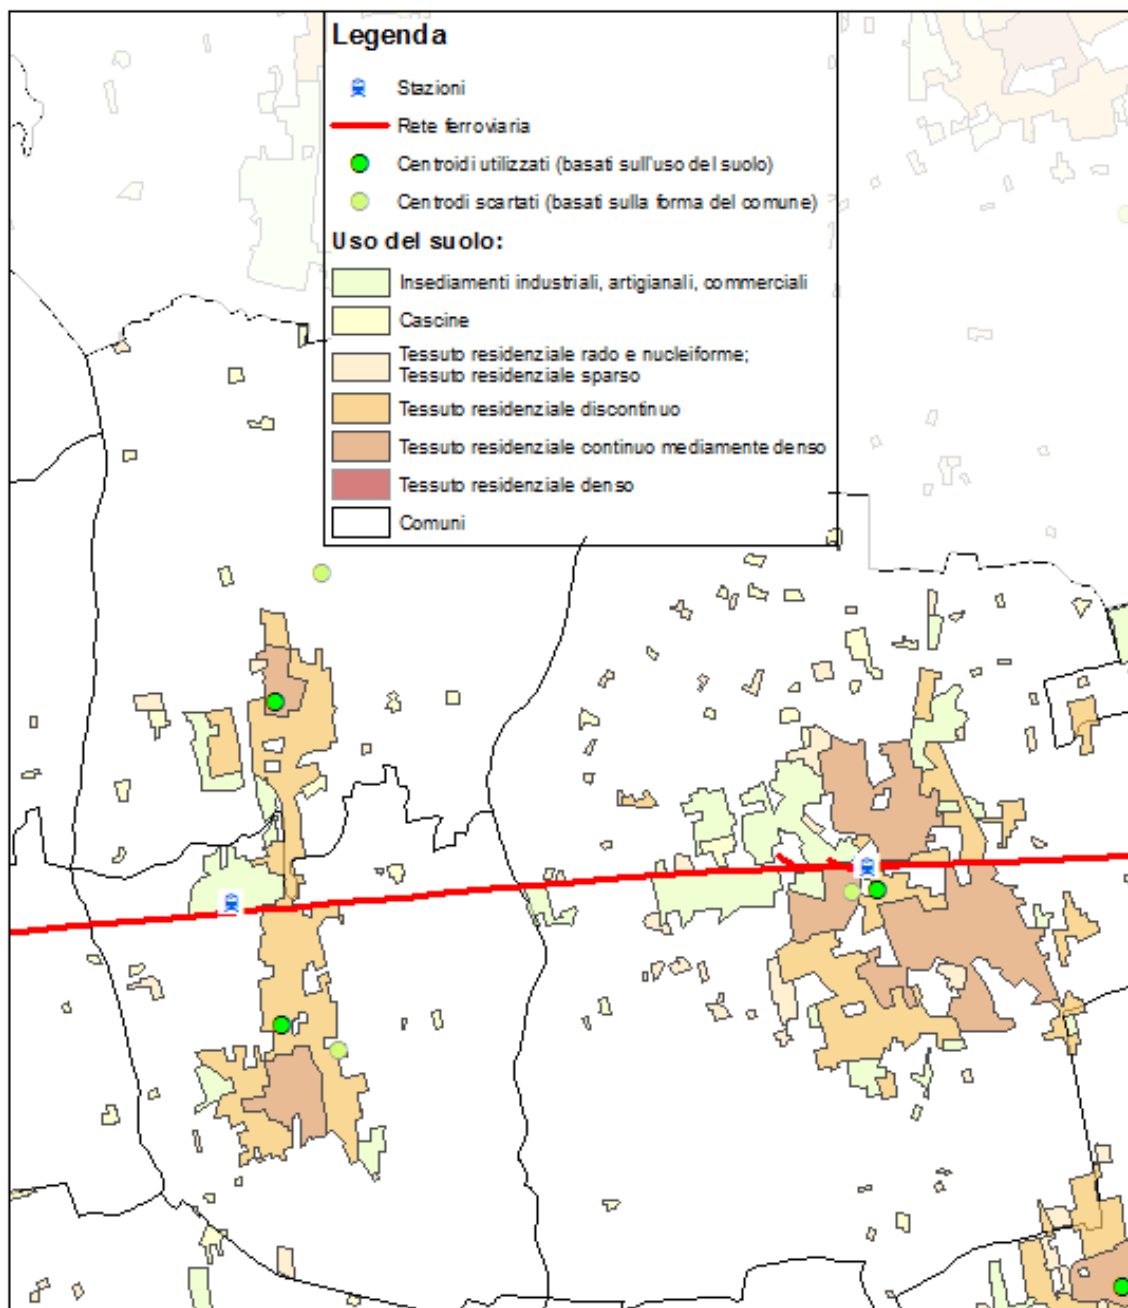 Legenda
Stazioni
Rete ferroviaria
Centroidi utilizzati (basati sull'uso del suolo)
Centrodi scartati (basati sulla forma del comune)
Uso del suolo:
Insediamenti industriali, artigianali, commerciali
Cascine
Tessuto residenziale rado e nucleiforme;
Tessuto residenziale sparso
Tessuto residenziale discontinuo
Tessuto residenziale continuo mediamente denso
Tessuto residenziale denso
Comuni